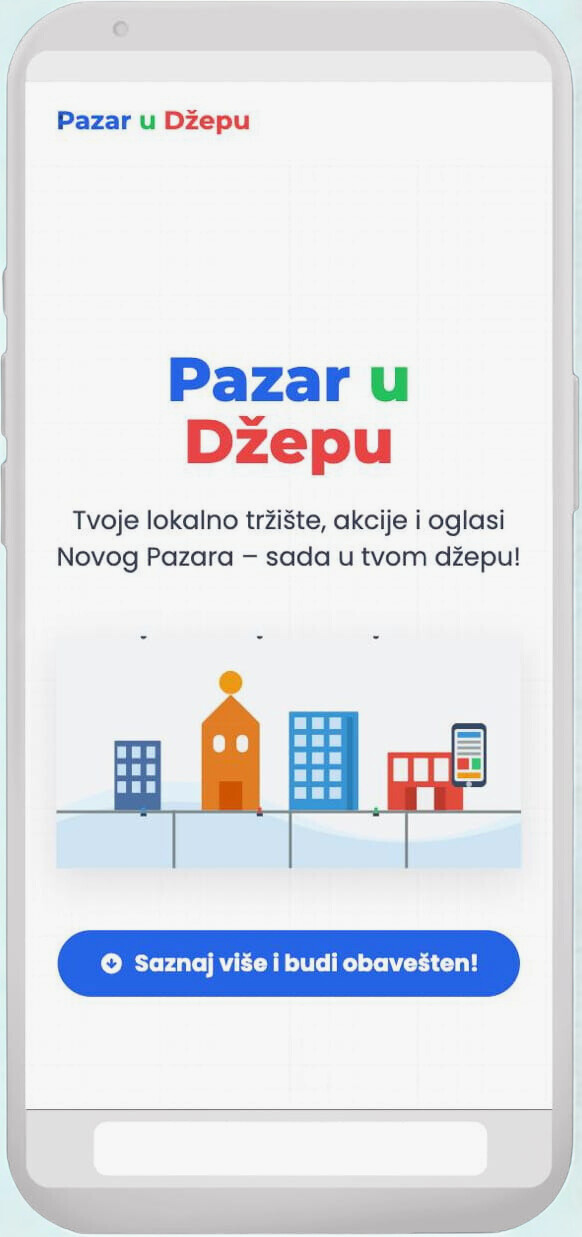 Pazar u Džepu
Pazar u
Džepu
Tvoje lokalno tržište, akcije i oglasi
Novog Pazara – sada u tvom džepu!
Saznaj više i budi obavešten!